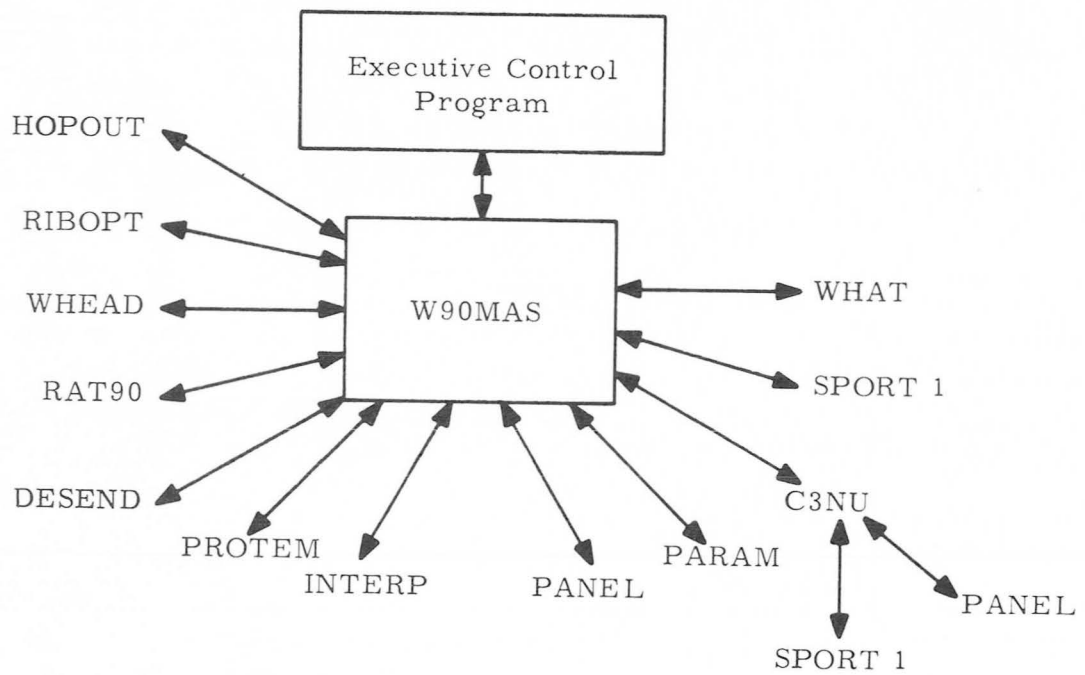 Executive Control
Program
HOPOUT
RIBOPT
WHEAD
W90MAS
WHAT
RAT90
SPORT 1
DESEND
C3NU
PROTEM
INTERP
PANEL
PARAM
PANEL
SPORT 1